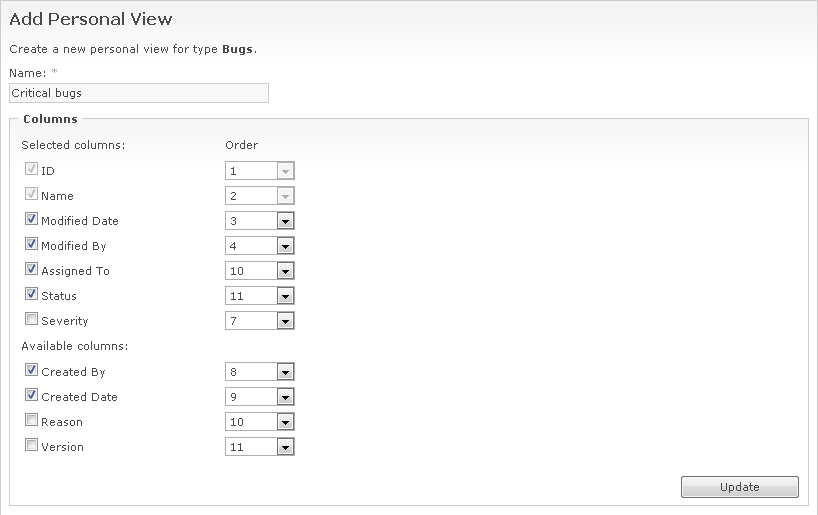 Add Personal View
Create a new personal view for type Bugs.
Name: *
Critical bugs
Columns
Selected columns: Order
ID 1
Name 2
Modified Date 3
Modified By 4
Assigned To 10
Status 11
Severity 7
Available columns:
Created By 8
Created Date 9
Reason 10
Version 11
Update